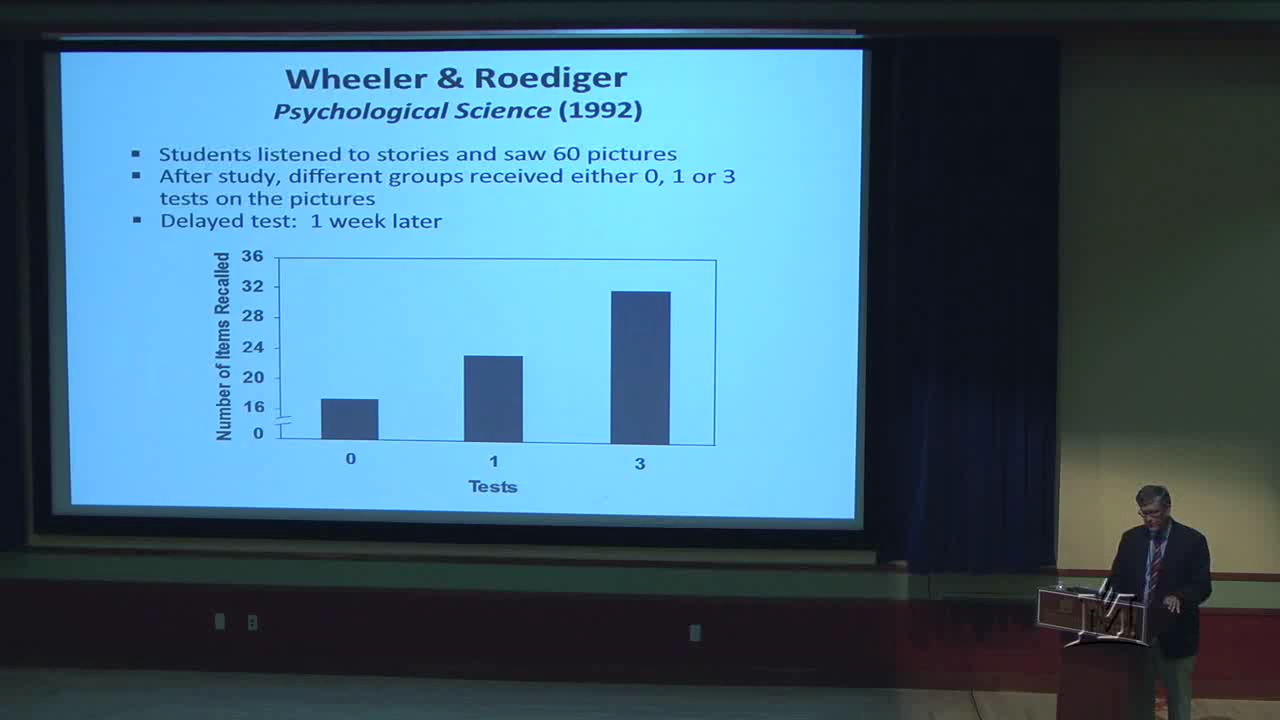 Wheeler & Roediger
Psychological Science (1992)
▪ Students listened to stories and saw 60 pictures
▪ After study, different groups received either 0, 1 or 3
tests on the pictures
▪ Delayed test: 1 week later
Number of Items Recalled
36
32
28
24
20
16
0
0 1 3
Tests